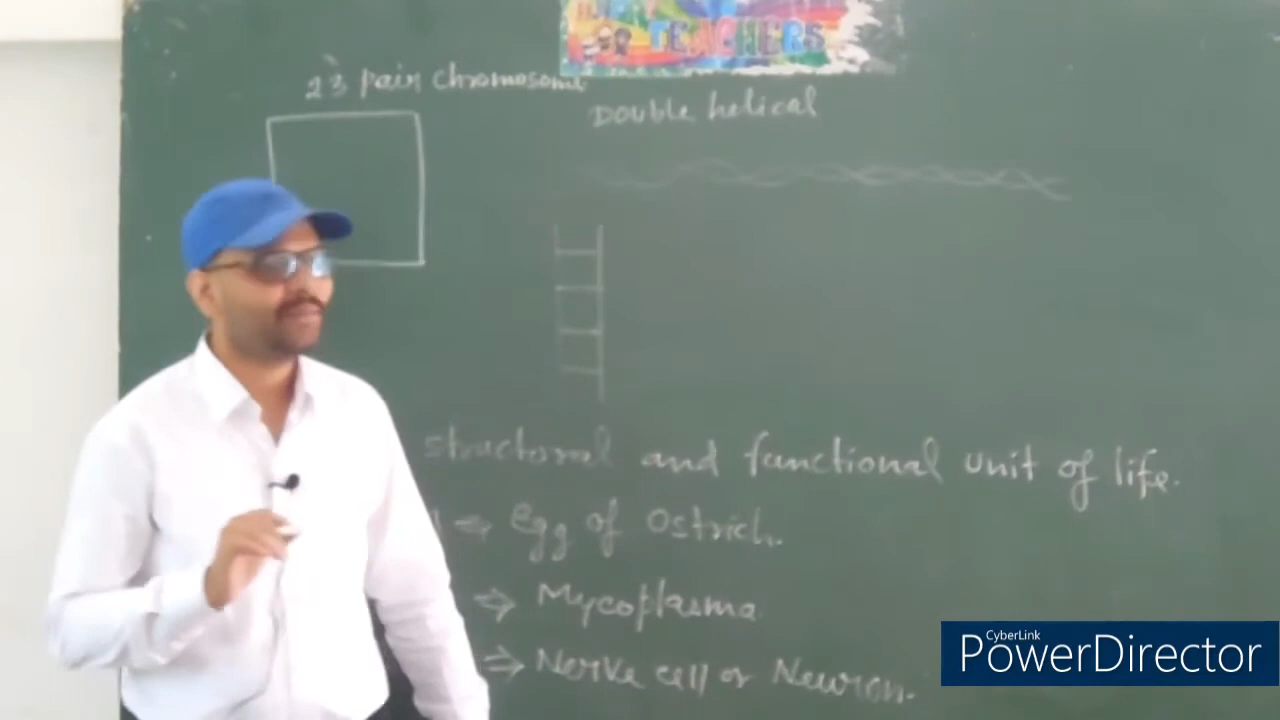 TEACHERS
23 pair chromosome
Double helical
structoral and functional unit of life.
⇒ Egg of Ostrich.
⇒ Mycoplasma
⇒ Nerve cell or Neuron.
CyberLink
PowerDirector